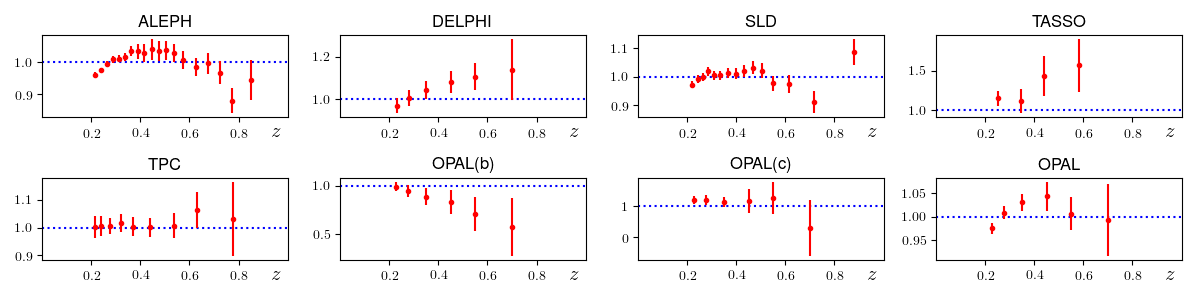 ALEPH DELPHI SLD TASSO
1.0 0.9 1.2 1.0 1.1 1.0 0.9 1.5 1.0
0.2 0.4 0.6 0.8 z 0.2 0.4 0.6 0.8 z 0.2 0.4 0.6 0.8 z 0.2 0.4 0.6 0.8 z
TPC OPAL(b) OPAL(c) OPAL
1.1 1.0 0.9 1.0 0.5 1 0 1.05 1.00 0.95
0.2 0.4 0.6 0.8 z 0.2 0.4 0.6 0.8 z 0.2 0.4 0.6 0.8 z 0.2 0.4 0.6 0.8 z